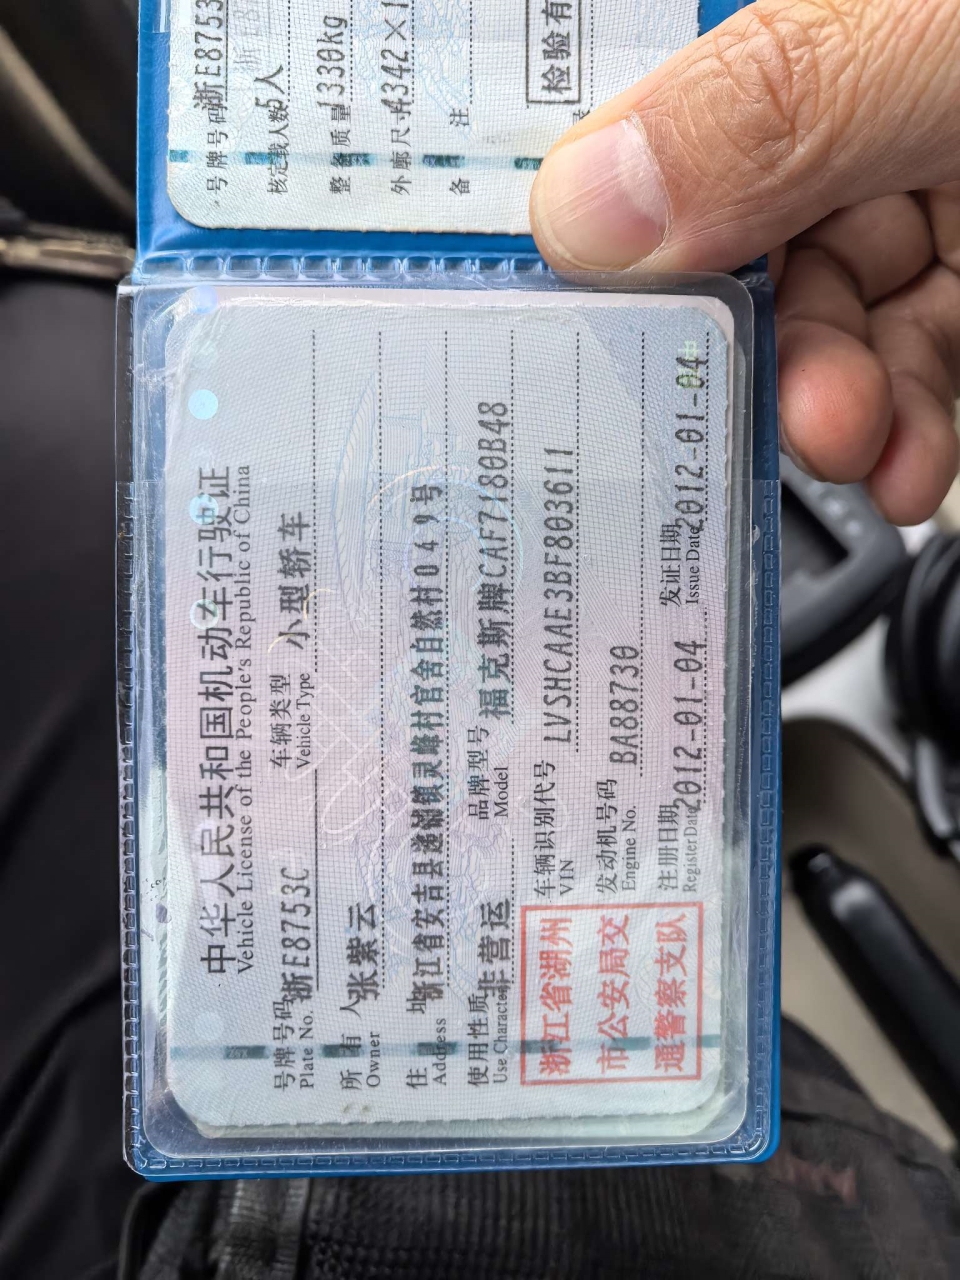 中华人民共和国机动车行驶证
Vehicle License of the People's Republic of China
号牌号码 浙E8753C 车辆类型 小型轿车
Plate No. Vehicle Type
所有人 张紫云
Owner
住址 浙江省安吉县递铺镇灵峰村官舍自然村049号
Address
使用性质 非营运 品牌型号 福克斯牌CAF7180B48
Use Character Model
浙江省湖州
市公安局交
通警察支队
车辆识别代号 LVSHCAAE3BF803611
VIN
发动机号码 BA88730
Engine No.
注册日期 2012-01-04 发证日期 2012-01-04
Register Date Issue Date
号牌号码 浙E8753
核定载人数 5人
整备质量 1330kg
外廓尺寸 4342×1
备注
检验有